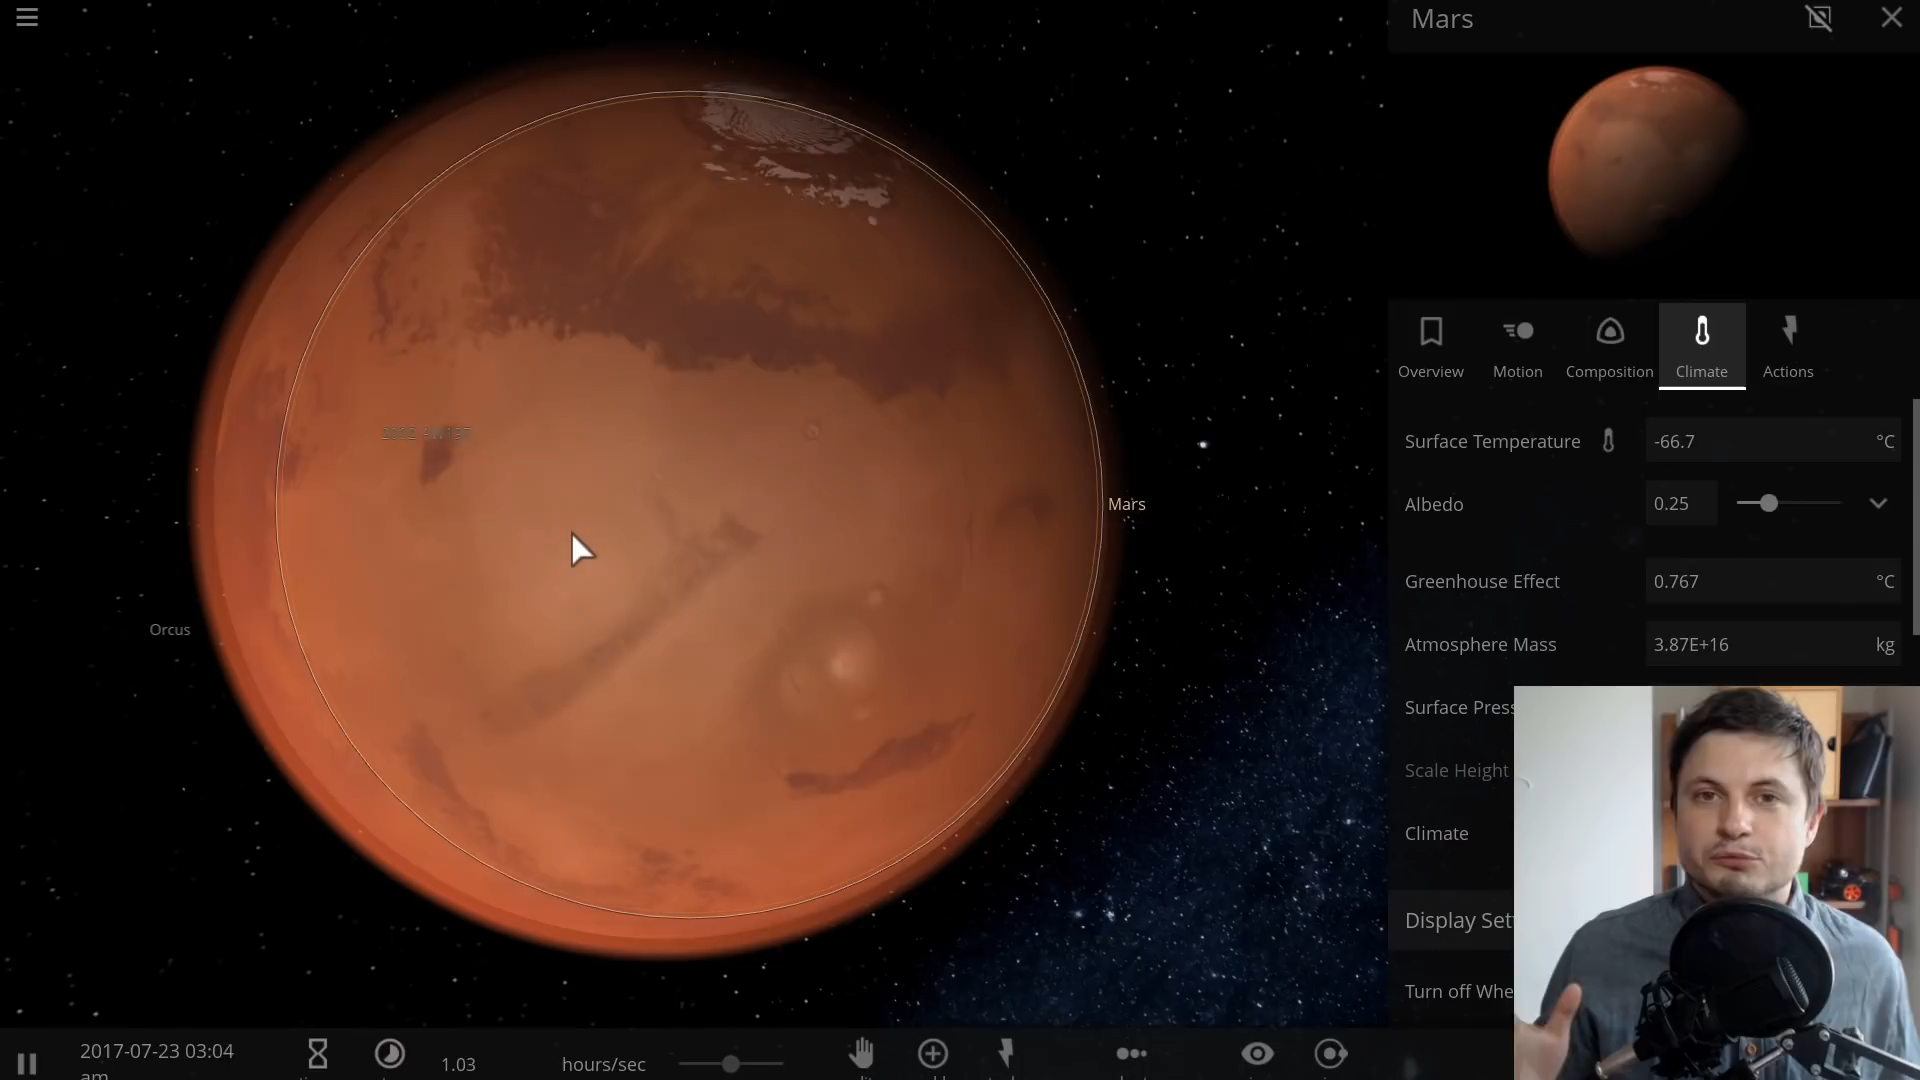 Mars
Overview
Motion
Composition
Climate
Actions
Surface Temperature -66.7 °C
Albedo 0.25
Greenhouse Effect 0.767 °C
Atmosphere Mass 3.87E+16 kg
Surface Press
Scale Height
Climate
Display Set
Turn off Whe
Mars
Orcus
2017-07-23 03:04
am
1.03 hours/sec